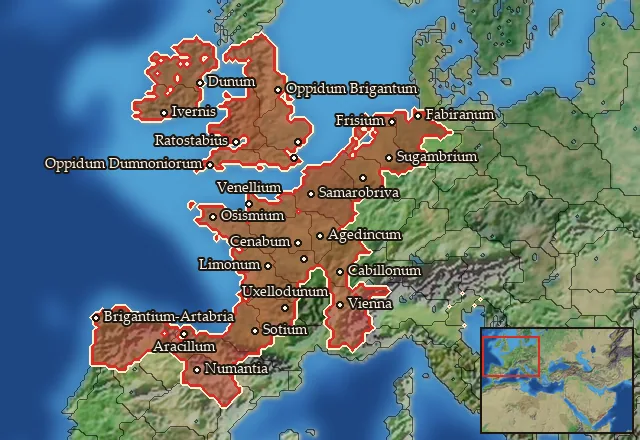 Dunum
Oppidum Brigantum
Ivernis
Fabiranum
Frisium
Ratostabius
Sugambrium
Oppidum Dumnoniorum
Venellium
Samarobriva
Osismium
Agedincum
Cenabum
Limonum
Cabillonum
Uxellodunum
Vienna
Brigantium-Artabria
Sotium
Aracillum
Numantia